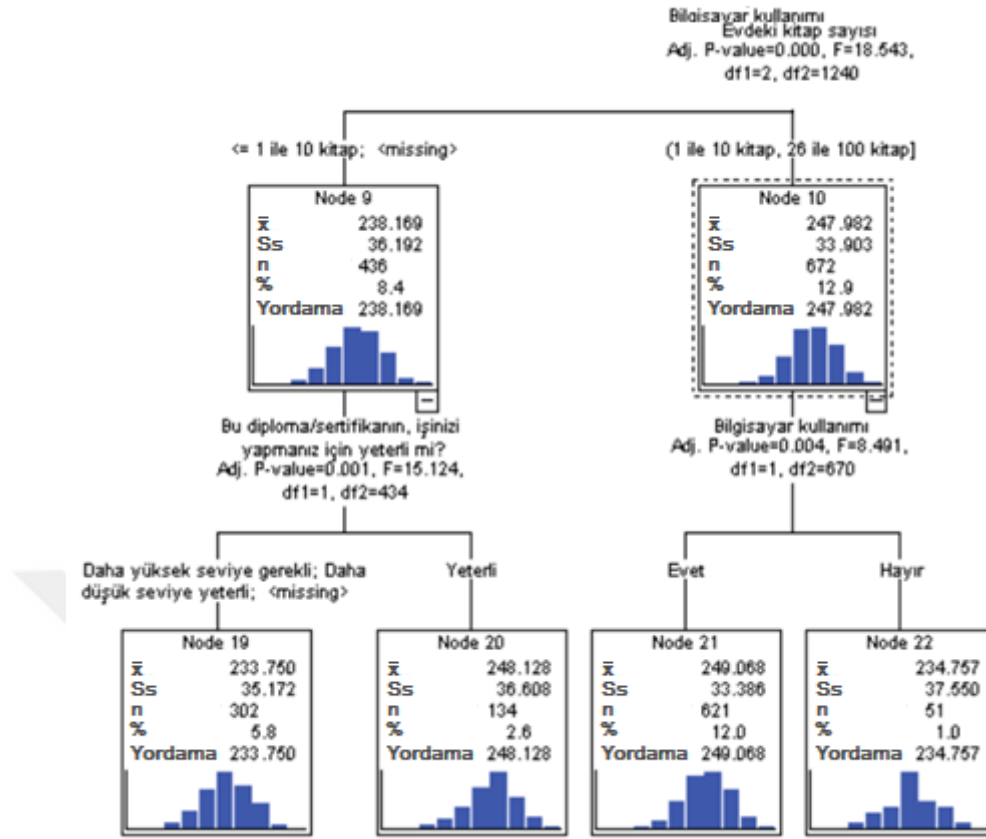 Bilgisayar kullanımı
Evdeki kitap sayısı
Adj. P-value=0.000, F=18.543,
df1=2, df2=1240
<= 1 ile 10 kitap; <missing>
(1 ile 10 kitap, 26 ile 100 kitap]
Node 9
x̄ 238.169
Ss 36.192
n 436
% 8.4
Yordama 238.169
Node 10
x̄ 247.982
Ss 33.903
n 672
% 12.9
Yordama 247.982
Bu diploma/sertifikanın, işinizi
yapmanız için yeterli mi?
Adj. P-value=0.001, F=15.124,
df1=1, df2=434
Bilgisayar kullanımı
Adj. P-value=0.004, F=8.491,
df1=1, df2=670
Daha yüksek seviye gerekli; Daha
düşük seviye yeterli; <missing>
Yeterli
Evet
Hayır
Node 19
x̄ 233.750
Ss 35.172
n 302
% 5.8
Yordama 233.750
Node 20
x̄ 248.128
Ss 36.608
n 134
% 2.6
Yordama 248.128
Node 21
x̄ 249.068
Ss 33.386
n 621
% 12.0
Yordama 249.068
Node 22
x̄ 234.757
Ss 37.550
n 51
% 1.0
Yordama 234.757